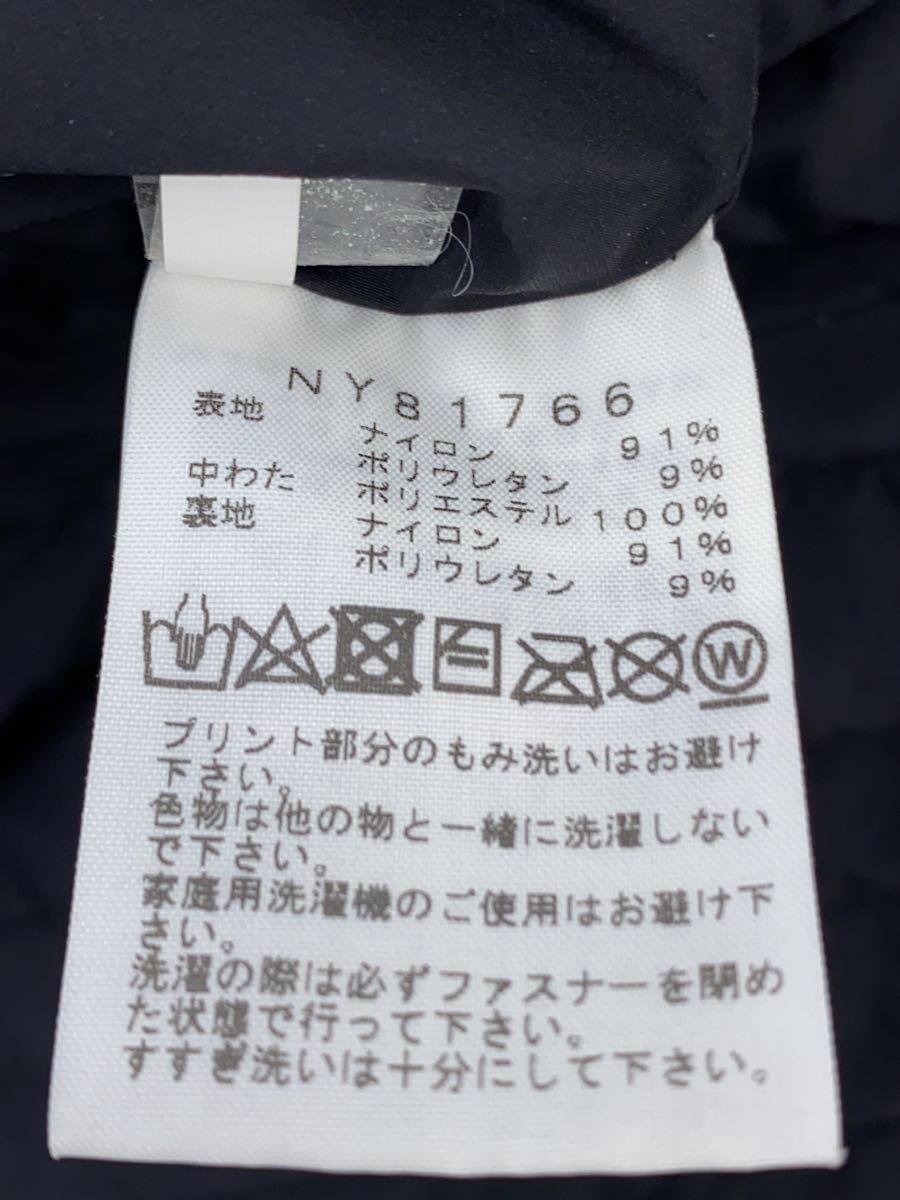 NY81766
表地 ナイロン 91%
ポリウレタン 9%
中わた ポリエステル 100%
裏地 ナイロン 91%
ポリウレタン 9%
W
プリント部分のもみ洗いはお避け
下さい。
色物は他の物と一緒に洗濯しない
で下さい。
家庭用洗濯機のご使用はお避け下
さい。
洗濯の際は必ずファスナーを閉め
た状態で行って下さい。
すすぎ洗いは十分にして下さい。